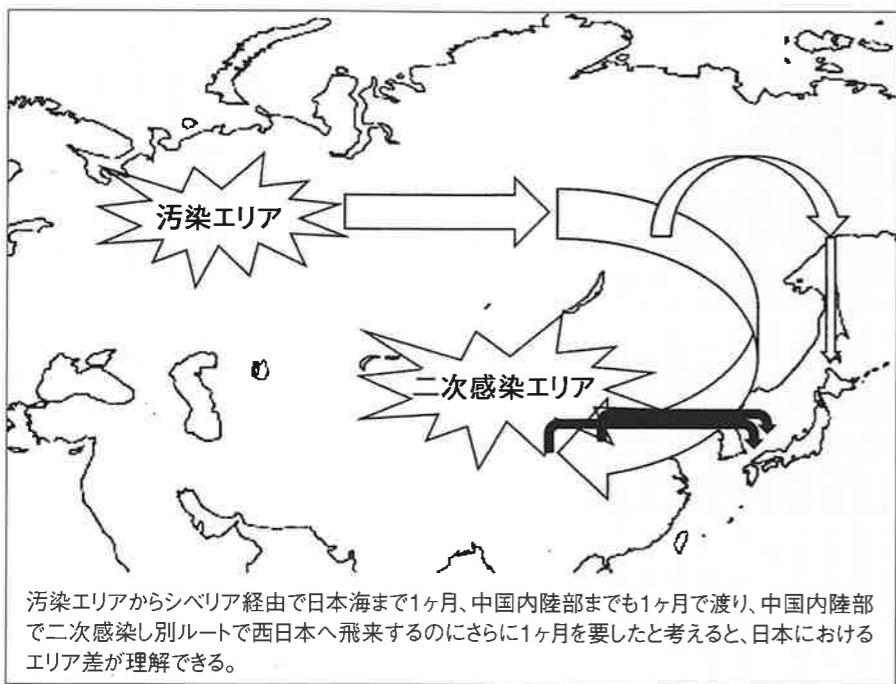 汚染エリア
二次感染エリア
汚染エリアからシベリア経由で日本海まで1ヶ月、中国内陸部までも1ヶ月で渡り、中国内陸部
で二次感染し別ルートで西日本へ飛来するのにさらに1ヶ月を要したと考えると、日本における
エリア差が理解できる。